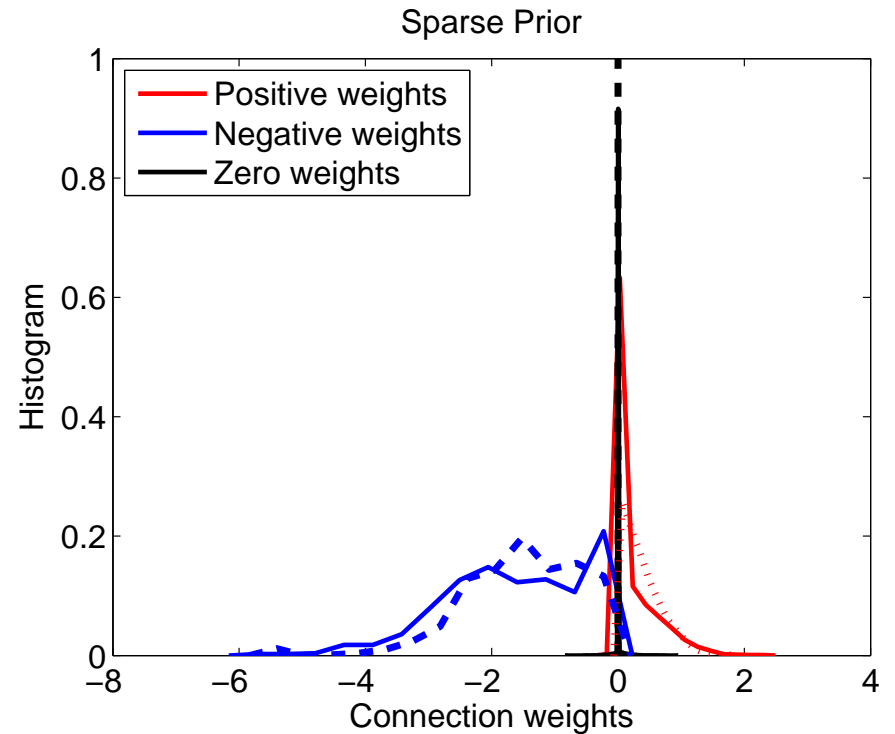 Sparse Prior
1
0.8
0.6
0.4
0.2
0
Histogram
Positive weights
Negative weights
Zero weights
−8 −6 −4 −2 0 2 4
Connection weights